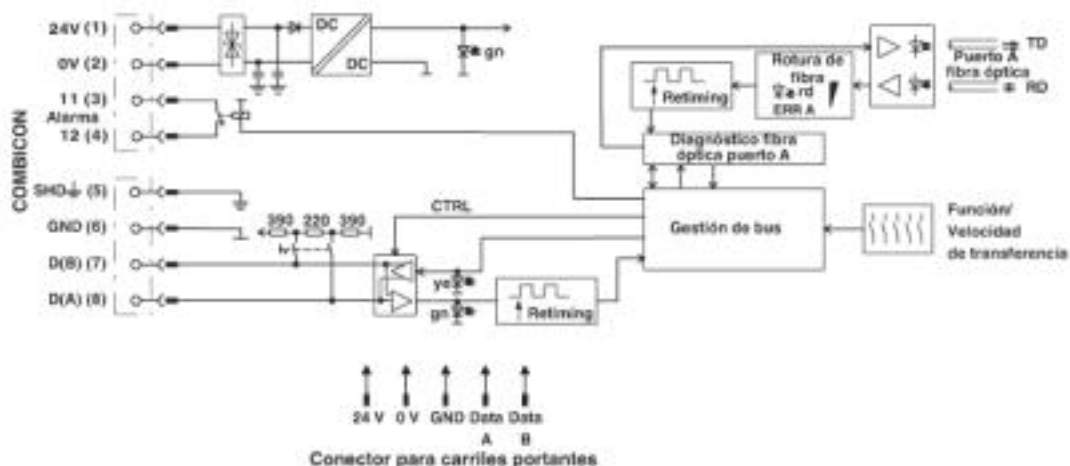 COMBICON
24V (1)
0V (2)
11 (3)
Alarma
12 (4)
SHD (5)
GND (6)
D(B) (7)
D(A) (8)
DC
DC
gn
390 220 390
CTRL
ye
gn
Retiming
Retiming
Rotura de
fibra
rd
ERR A
TD
Puerto A
fibra óptica
RD
Diagnóstico fibra
óptica puerto A
Gestión de bus
Función/
Velocidad
de transferencia
24 V 0 V GND Data Data
A B
Conector para carriles portantes